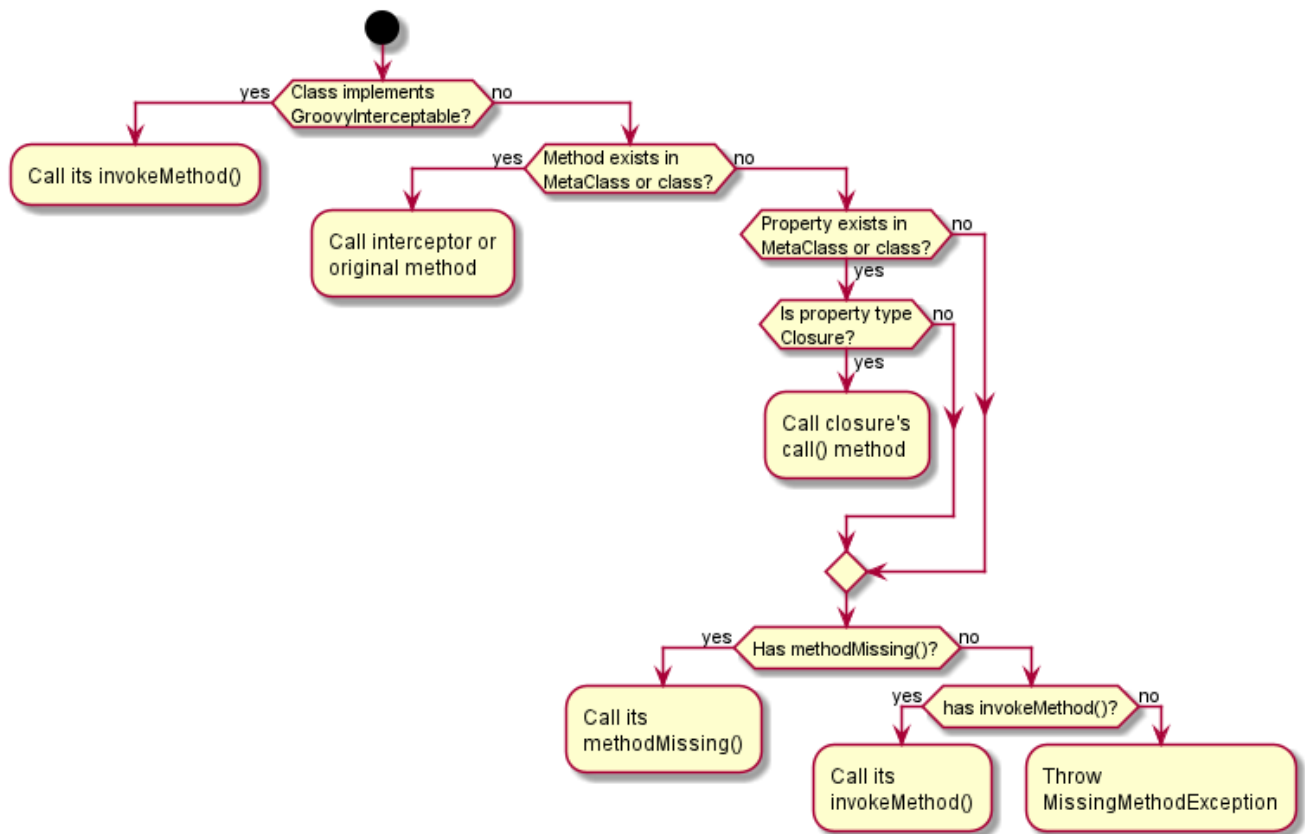 Class implements
GroovyInterceptable?
yes
no
Call its invokeMethod()
Method exists in
MetaClass or class?
yes
no
Call interceptor or
original method
Property exists in
MetaClass or class?
no
yes
Is property type
Closure?
no
yes
Call closure's
call() method
Has methodMissing()?
yes
no
Call its
methodMissing()
has invokeMethod()?
yes
no
Call its
invokeMethod()
Throw
MissingMethodException